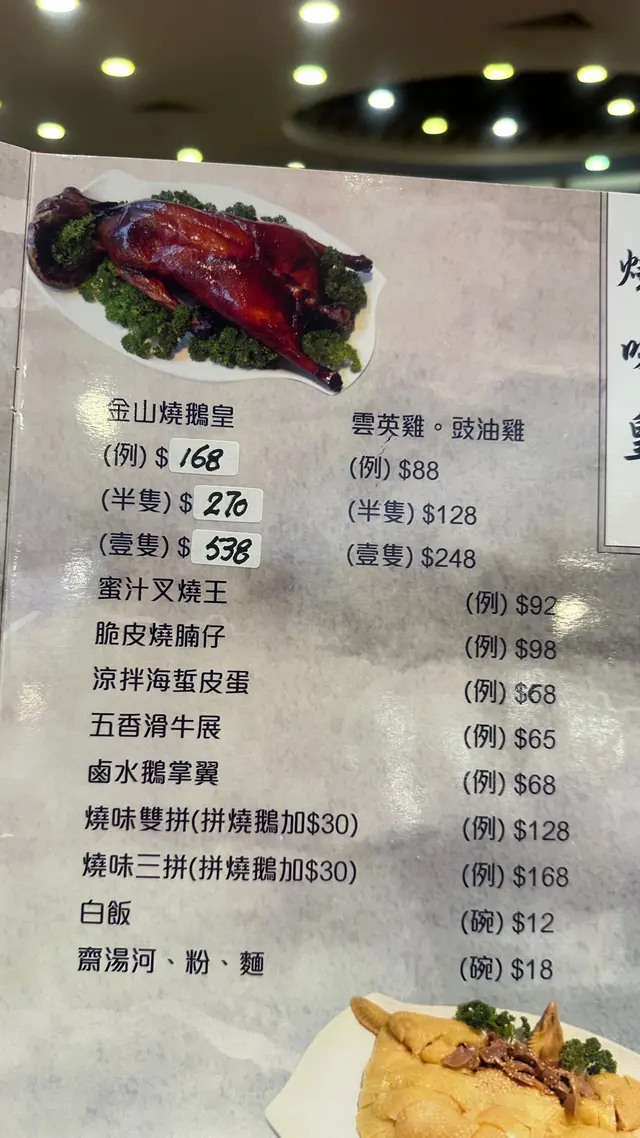 金山燒鵝皇
(例) $ 168
(半隻) $ 270
(壹隻) $ 538
雲英雞。豉油雞
(例) $88
(半隻) $128
(壹隻) $248
蜜汁叉燒王 (例) $92
脆皮燒腩仔 (例) $98
涼拌海蜇皮蛋 (例) $68
五香滑牛展 (例) $65
鹵水鵝掌翼 (例) $68
燒味雙拼(拼燒鵝加$30) (例) $128
燒味三拼(拼燒鵝加$30) (例) $168
白飯 (碗) $12
齋湯河、粉、麵 (碗) $18